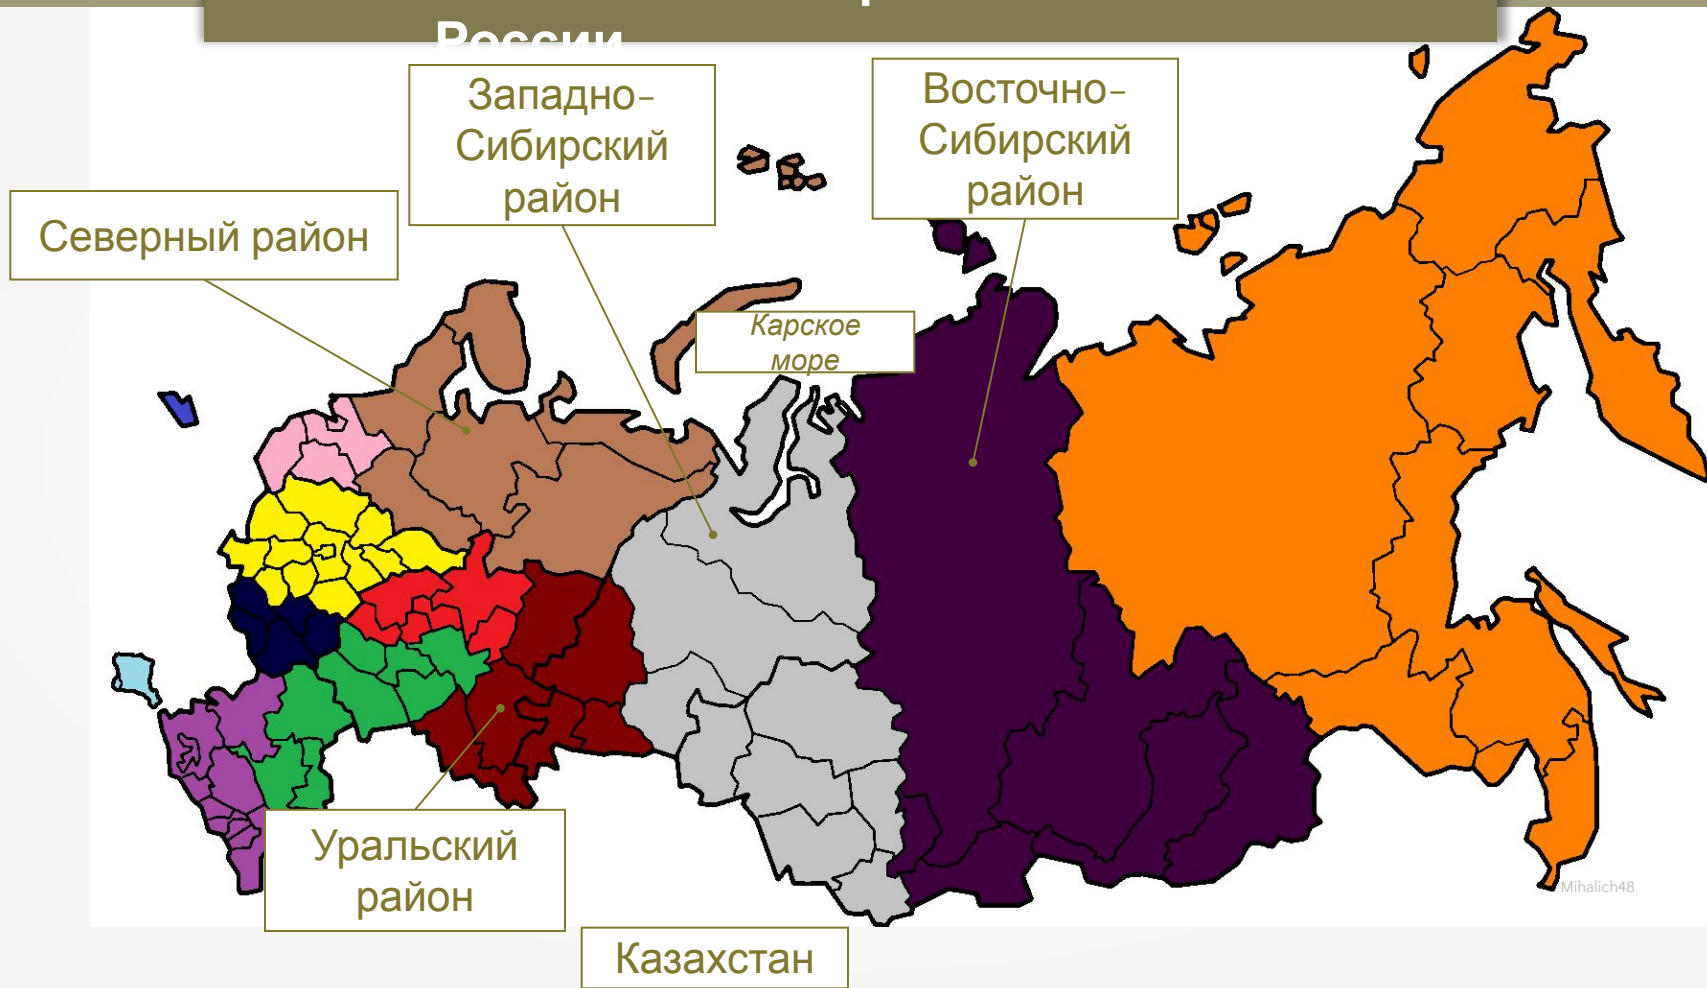 России
Западно-
Сибирский
район
Восточно-
Сибирский
район
Северный район
Карское
море
Уральский
район
Казахстан
Mihalich48